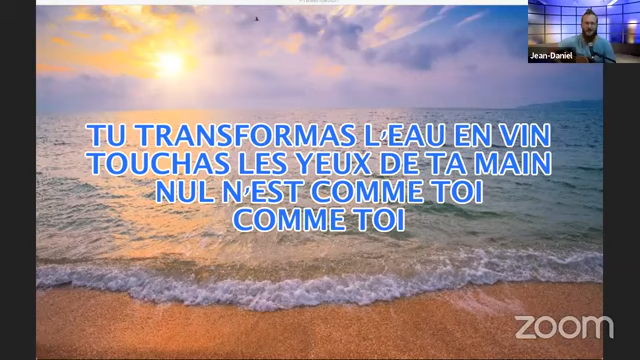 Jean-Daniel
TU TRANSFORMAS L'EAU EN VIN
TOUCHAS LES YEUX DE TA MAIN
NUL N'EST COMME TOI
COMME TOI
zoom